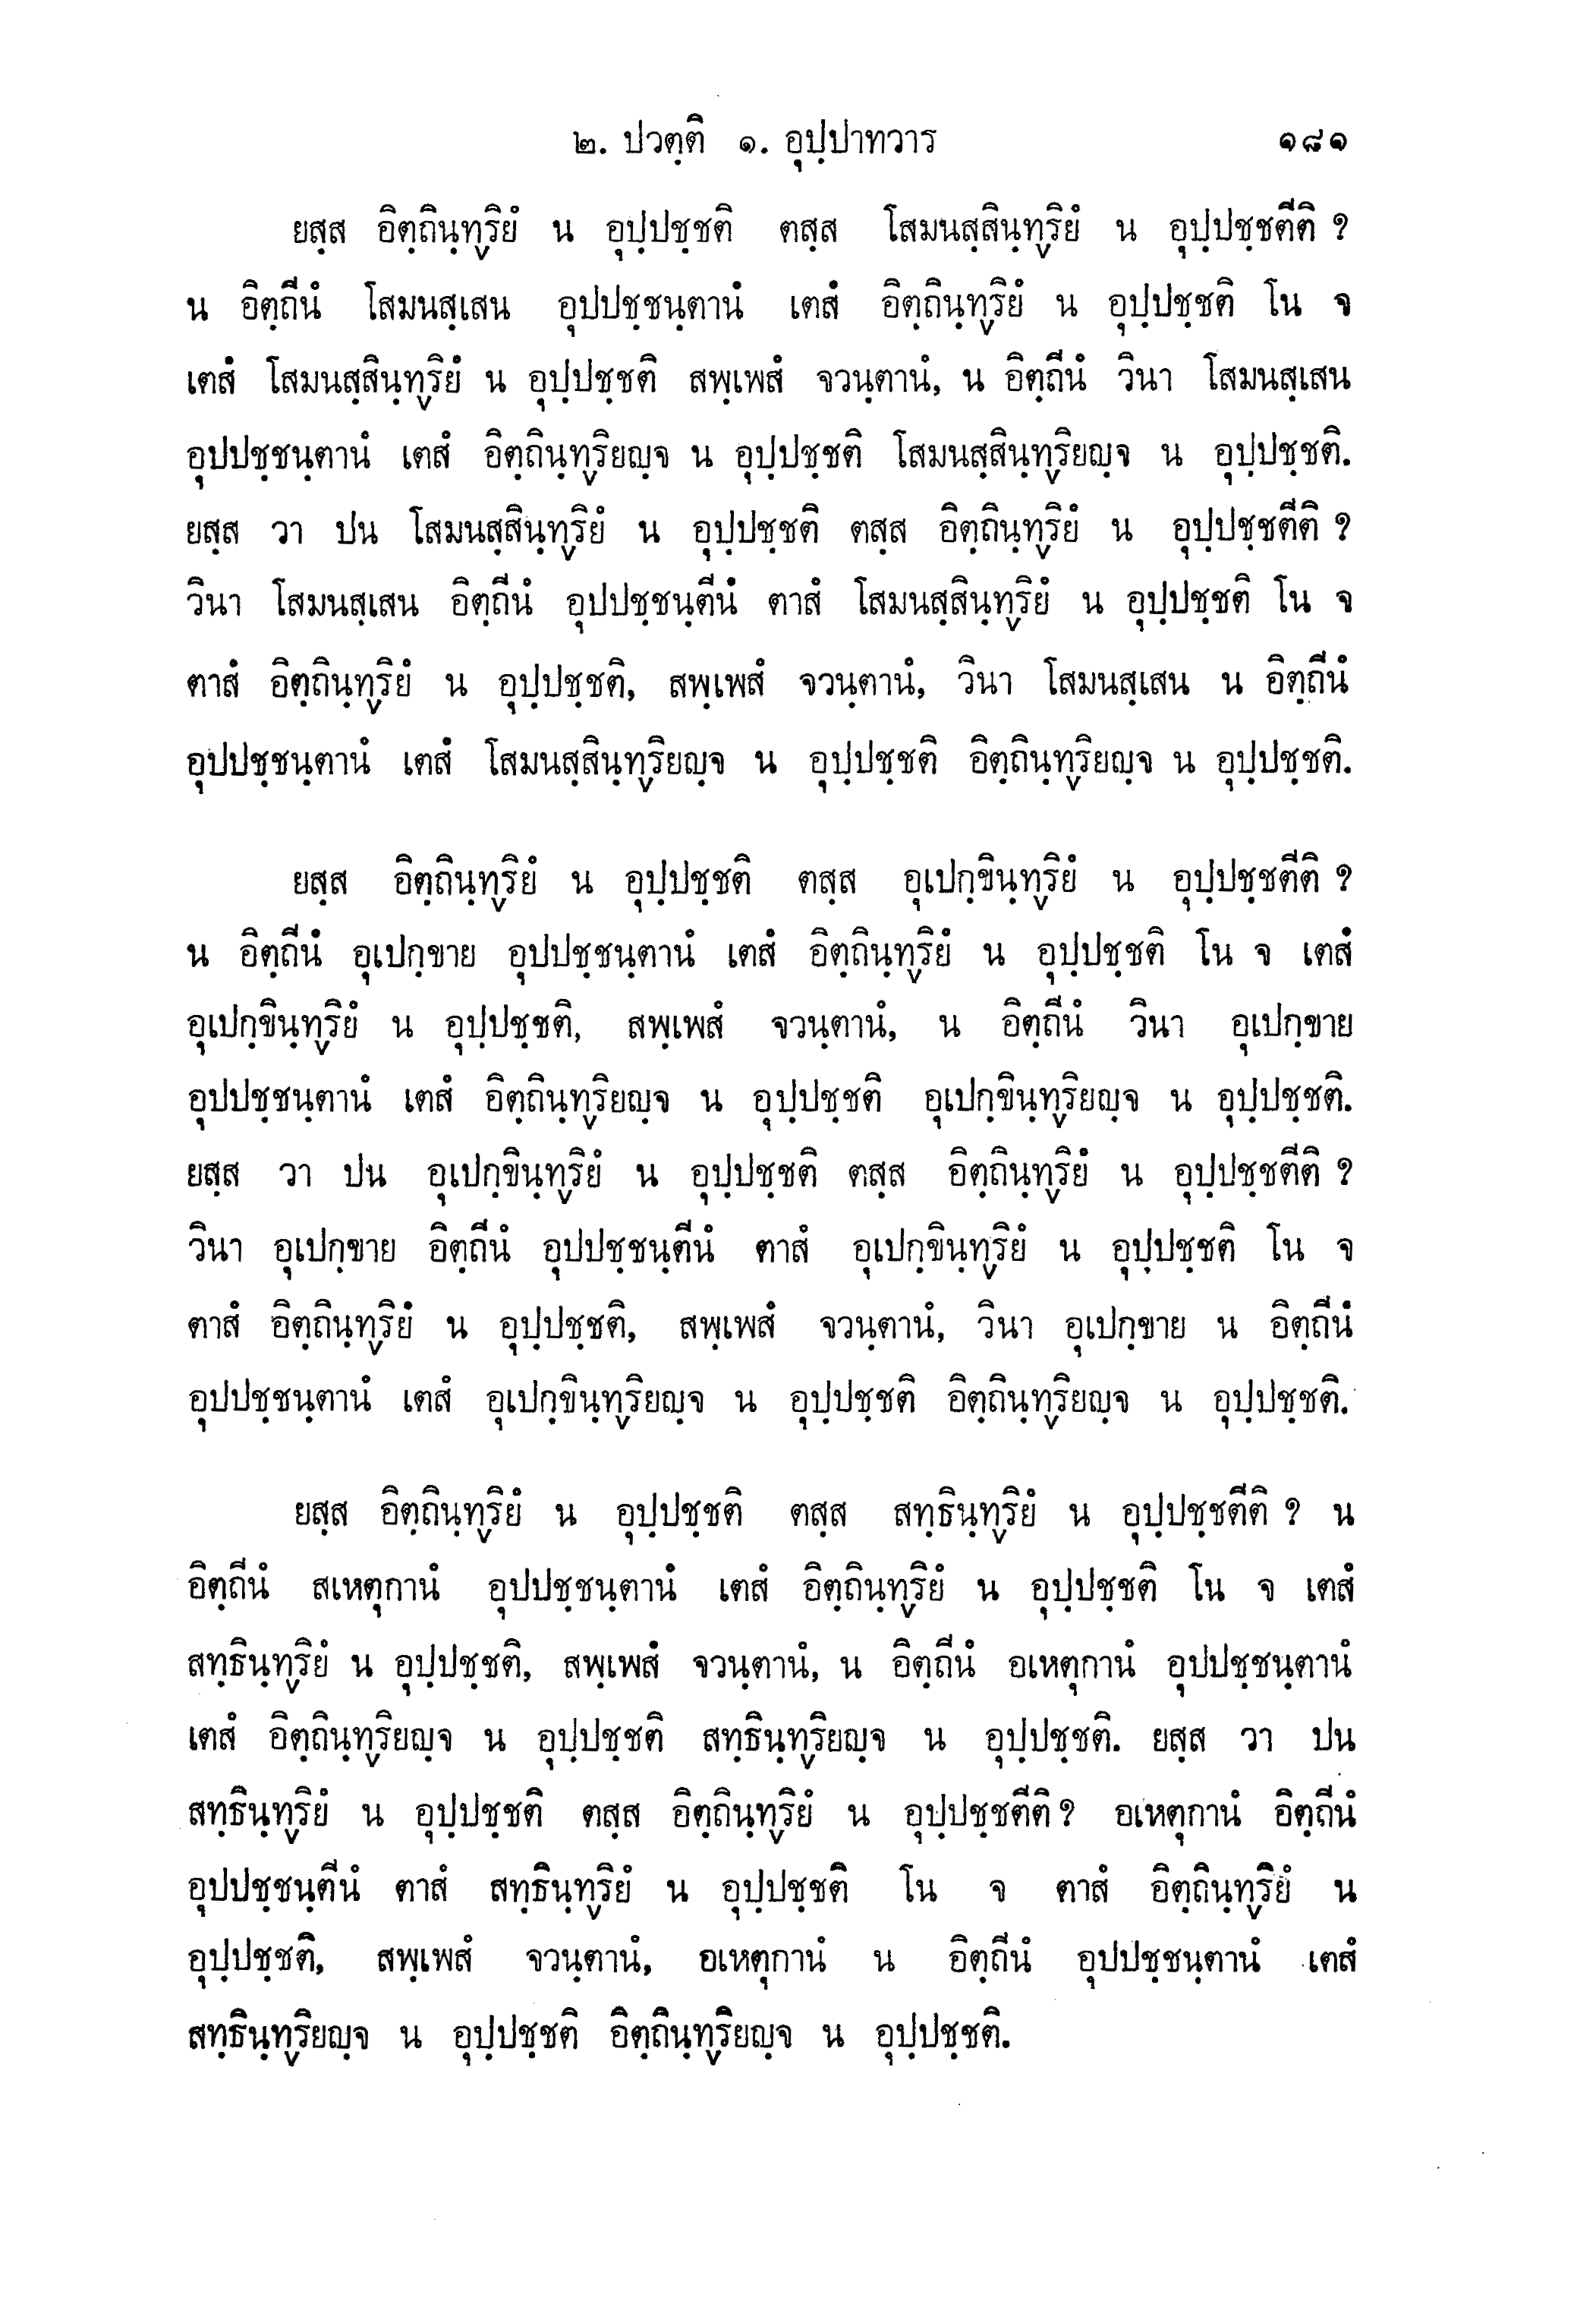 ๒. ปวตฺติ ๑. อุปฺปาทวาร ๑๘๑
ยสฺส อิตฺถินฺทฺริยํ น อุปฺปชฺชติ ตสฺส โสมนสฺสินฺทฺริยํ น อุปฺปชฺชตีติ ?
น อิตฺถีนํ โสมนสฺเสน อุปปชฺชนฺตานํ เตสํ อิตฺถินฺทฺริยํ น อุปฺปชฺชติ โน จ
เตสํ โสมนสฺสินฺทฺริยํ น อุปฺปชฺชติ สพฺเพสํ จวนฺตานํ, น อิตฺถีนํ วินา โสมนสฺเสน
อุปปชฺชนฺตานํ เตสํ อิตฺถินฺทฺริยญฺจ น อุปฺปชฺชติ โสมนสฺสินฺทฺริยญฺจ น อุปฺปชฺชติ.
ยสฺส วา ปน โสมนสฺสินฺทฺริยํ น อุปฺปชฺชติ ตสฺส อิตฺถินฺทฺริยํ น อุปฺปชฺชตีติ ?
วินา โสมนสฺเสน อิตฺถีนํ อุปปชฺชนฺตีนํ ตาสํ โสมนสฺสินฺทฺริยํ น อุปฺปชฺชติ โน จ
ตาสํ อิตฺถินฺทฺริยํ น อุปฺปชฺชติ, สพฺเพสํ จวนฺตานํ, วินา โสมนสฺเสน น อิตฺถีนํ
อุปปชฺชนฺตานํ เตสํ โสมนสฺสินฺทฺริยญฺจ น อุปฺปชฺชติ อิตฺถินฺทฺริยญฺจ น อุปฺปชฺชติ.
ยสฺส อิตฺถินฺทฺริยํ น อุปฺปชฺชติ ตสฺส อุเปกฺขินฺทฺริยํ น อุปฺปชฺชตีติ ?
น อิตฺถีนํ อุเปกฺขาย อุปปชฺชนฺตานํ เตสํ อิตฺถินฺทฺริยํ น อุปฺปชฺชติ โน จ เตสํ
อุเปกฺขินฺทฺริยํ น อุปฺปชฺชติ, สพฺเพสํ จวนฺตานํ, น อิตฺถีนํ วินา อุเปกฺขาย
อุปปชฺชนฺตานํ เตสํ อิตฺถินฺทฺริยญฺจ น อุปฺปชฺชติ อุเปกฺขินฺทฺริยญฺจ น อุปฺปชฺชติ.
ยสฺส วา ปน อุเปกฺขินฺทฺริยํ น อุปฺปชฺชติ ตสฺส อิตฺถินฺทฺริยํ น อุปฺปชฺชตีติ ?
วินา อุเปกฺขาย อิตฺถีนํ อุปปชฺชนฺตีนํ ตาสํ อุเปกฺขินฺทฺริยํ น อุปฺปชฺชติ โน จ
ตาสํ อิตฺถินฺทฺริยํ น อุปฺปชฺชติ, สพฺเพสํ จวนฺตานํ, วินา อุเปกฺขาย น อิตฺถีนํ
อุปปชฺชนฺตานํ เตสํ อุเปกฺขินฺทฺริยญฺจ น อุปฺปชฺชติ อิตฺถินฺทฺริยญฺจ น อุปฺปชฺชติ.
ยสฺส อิตฺถินฺทฺริยํ น อุปฺปชฺชติ ตสฺส สทฺธินฺทฺริยํ น อุปฺปชฺชตีติ ? น
อิตฺถีนํ สเหตุกานํ อุปปชฺชนฺตานํ เตสํ อิตฺถินฺทฺริยํ น อุปฺปชฺชติ โน จ เตสํ
สทฺธินฺทฺริยํ น อุปฺปชฺชติ, สพฺเพสํ จวนฺตานํ, น อิตฺถีนํ อเหตุกานํ อุปปชฺชนฺตานํ
เตสํ อิตฺถินฺทฺริยญฺจ น อุปฺปชฺชติ สทฺธินฺทฺริยญฺจ น อุปฺปชฺชติ. ยสฺส วา ปน
สทฺธินฺทฺริยํ น อุปฺปชฺชติ ตสฺส อิตฺถินฺทฺริยํ น อุปฺปชฺชตีติ ? อเหตุกานํ อิตฺถีนํ
อุปปชฺชนฺตีนํ ตาสํ สทฺธินฺทฺริยํ น อุปฺปชฺชติ โน จ ตาสํ อิตฺถินฺทฺริยํ น
อุปฺปชฺชติ, สพฺเพสํ จวนฺตานํ, อเหตุกานํ น อิตฺถีนํ อุปปชฺชนฺตานํ เตสํ
สทฺธินฺทฺริยญฺจ น อุปฺปชฺชติ อิตฺถินฺทฺริยญฺจ น อุปฺปชฺชติ.